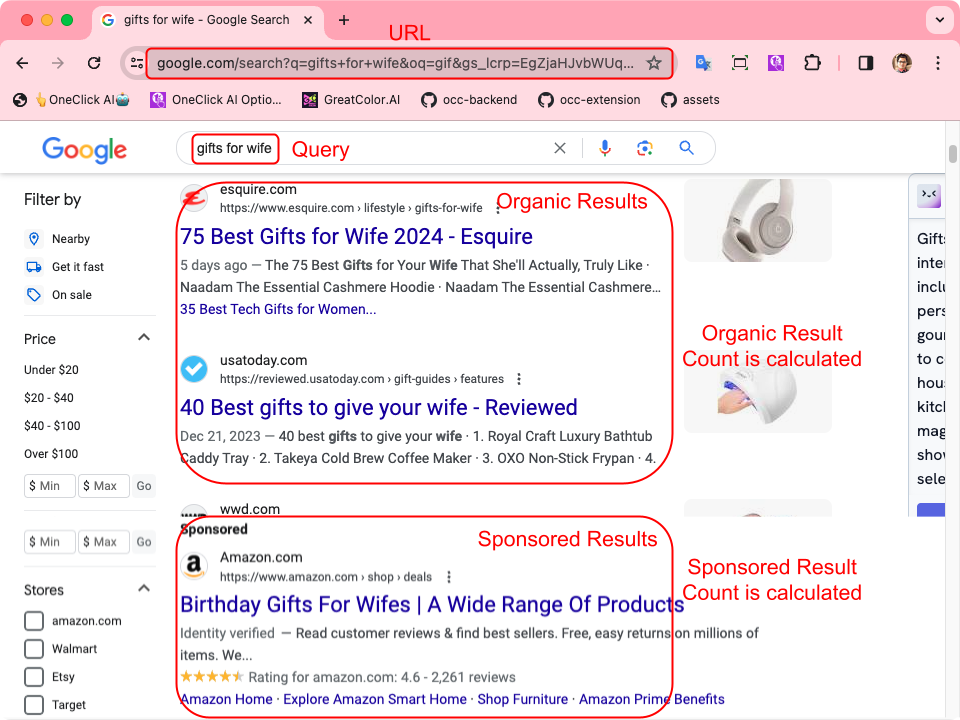 gifts for wife - Google Search
URL
google.com/search?q=gifts+for+wife&oq=gif&gs_lcrp=EgZjaHJvbWUq...
👆OneClick AI🤖
OneClick AI Optio...
GreatColor.AI
occ-backend
occ-extension
assets
Google
gifts for wife
Query
Filter by
Nearby
Get it fast
On sale
Price
Under $20
$20 - $40
$40 - $100
Over $100
$ Min
$ Max
Go
$ Min
$ Max
Go
Stores
amazon.com
Walmart
Etsy
Target
esquire.com
https://www.esquire.com › lifestyle › gifts-for-wife
Organic Results
75 Best Gifts for Wife 2024 - Esquire
5 days ago — The 75 Best Gifts for Your Wife That She'll Actually, Truly Like ·
Naadam The Essential Cashmere Hoodie · Naadam The Essential Cashmere...
35 Best Tech Gifts for Women...
usatoday.com
https://reviewed.usatoday.com › gift-guides › features
40 Best gifts to give your wife - Reviewed
Dec 21, 2023 — 40 best gifts to give your wife · 1. Royal Craft Luxury Bathtub
Caddy Tray · 2. Takeya Cold Brew Coffee Maker · 3. OXO Non-Stick Frypan · 4.
Organic Result
Count is calculated
wwd.com
Sponsored
Sponsored Results
Amazon.com
https://www.amazon.com › shop › deals
Birthday Gifts For Wifes | A Wide Range Of Products
Identity verified — Read customer reviews & find best sellers. Free, easy returns on millions of
items. We...
Rating for amazon.com: 4.6 - 2,261 reviews
Amazon Home · Explore Amazon Smart Home · Shop Furniture · Amazon Prime Benefits
Sponsored Result
Count is calculated
Gift
inter
inclu
pers
gour
to c
hous
kitch
mag
show
sele